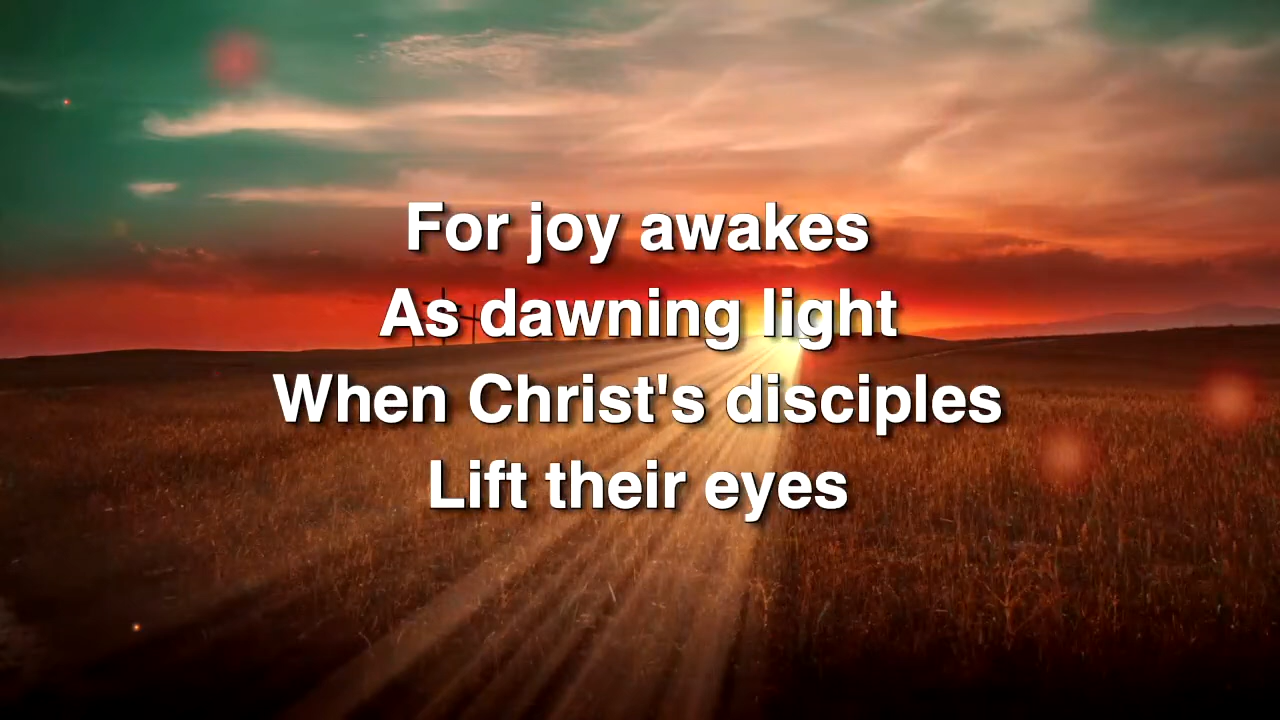 For joy awakes
As dawning light
When Christ's disciples
Lift their eyes